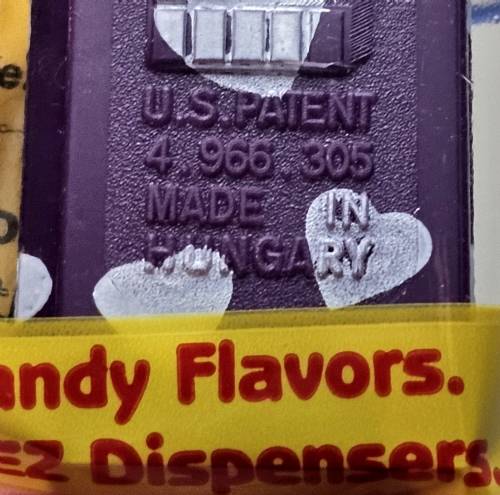 U.S.PATENT
4.966.305
MADE IN
HUNGARY
andy Flavors.
EZ Dispensers.